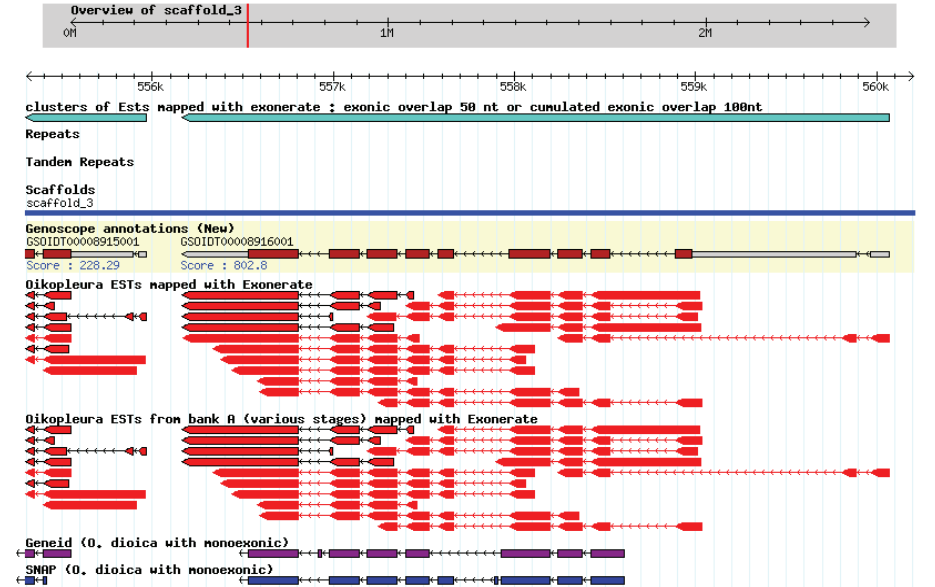 Overview of scaffold_3
0M 1M 2M
556k 557k 558k 559k 560k
clusters of Ests mapped with exonerate : exonic overlap 50 nt or cumulated exonic overlap 100nt
Repeats
Tandem Repeats
Scaffolds
scaffold_3
Genoscope annotations (New)
GSOIDT00008915001 GSOIDT00008916001
Score : 228.29 Score : 802.8
Oikopleura ESTs mapped with Exonerate
Oikopleura ESTs from bank A (various stages) mapped with Exonerate
Geneid (O. dioica with monoexonic)
SNAP (O. dioica with monoexonic)